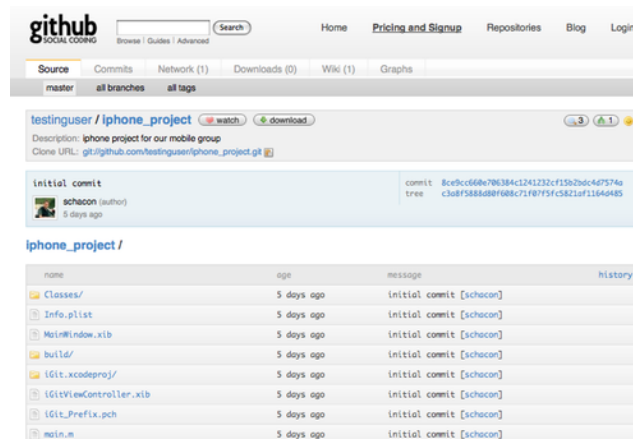 github
SOCIAL CODING
Search
Browse | Guides | Advanced
Home Pricing and Signup Repositories Blog Login
Source Commits Network (1) Downloads (0) Wiki (1) Graphs
master all branches all tags
testinguser / iphone_project watch download 3 1
Description: iphone project for our mobile group
Clone URL: git://github.com/testinguser/iphone_project.git
initial commit
schacon (author)
5 days ago
commit 8ce9cc660e706384c1241232cf15b2bdc4d7574a
tree c3a8f5888d80f608c71f07f5fc5821af1164d485
iphone_project /
name age message history
Classes/ 5 days ago initial commit [schacon]
Info.plist 5 days ago initial commit [schacon]
MainWindow.xib 5 days ago initial commit [schacon]
build/ 5 days ago initial commit [schacon]
iGit.xcodeproj/ 5 days ago initial commit [schacon]
iGitViewController.xib 5 days ago initial commit [schacon]
iGit_Prefix.pch 5 days ago initial commit [schacon]
main.m 5 days ago initial commit [schacon]